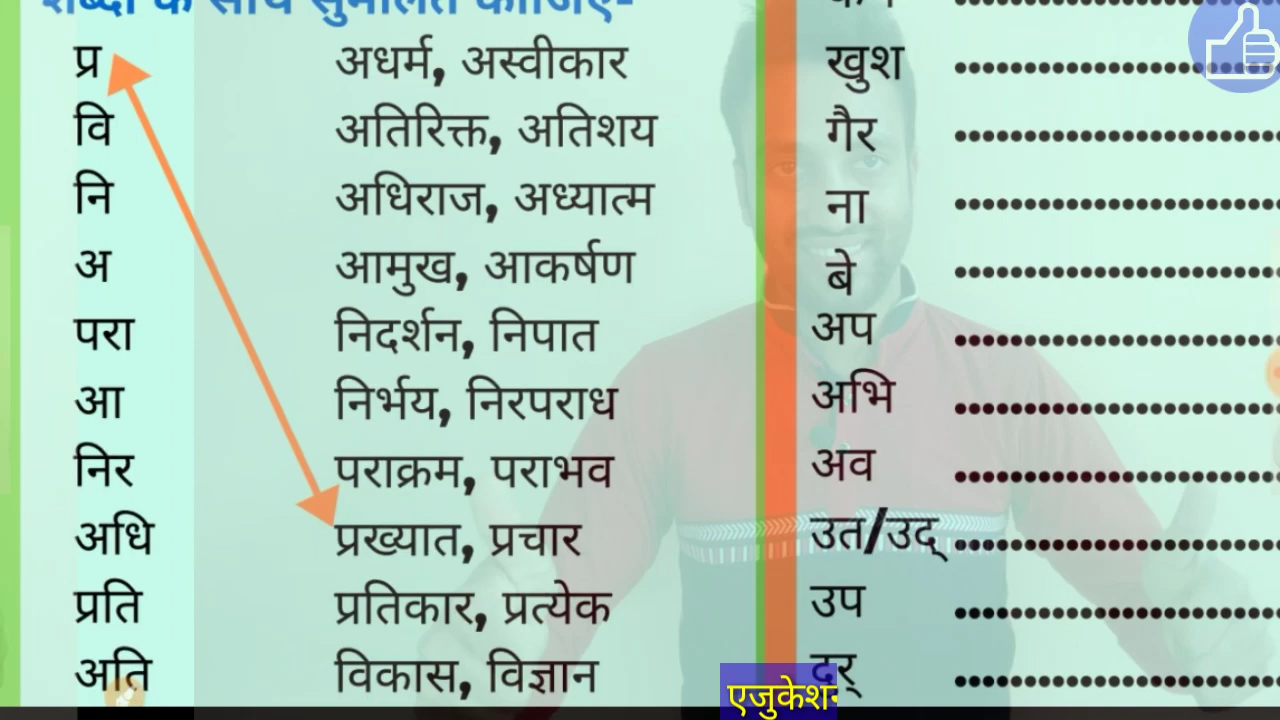 शब्दों के साथ सुमेलित कीजिए-
प्र अधर्म, अस्वीकार
वि अतिरिक्त, अतिशय
नि अधिराज, अध्यात्म
अ आमुख, आकर्षण
परा निदर्शन, निपात
आ निर्भय, निरपराध
निर पराक्रम, पराभव
अधि प्रख्यात, प्रचार
प्रति प्रतिकार, प्रत्येक
अति विकास, विज्ञान
खुश ........................
गैर ........................
ना ........................
बे ........................
अप ........................
अभि ........................
अव ........................
उत/उद् ........................
उप ........................
दुर् ........................
एजुकेशन